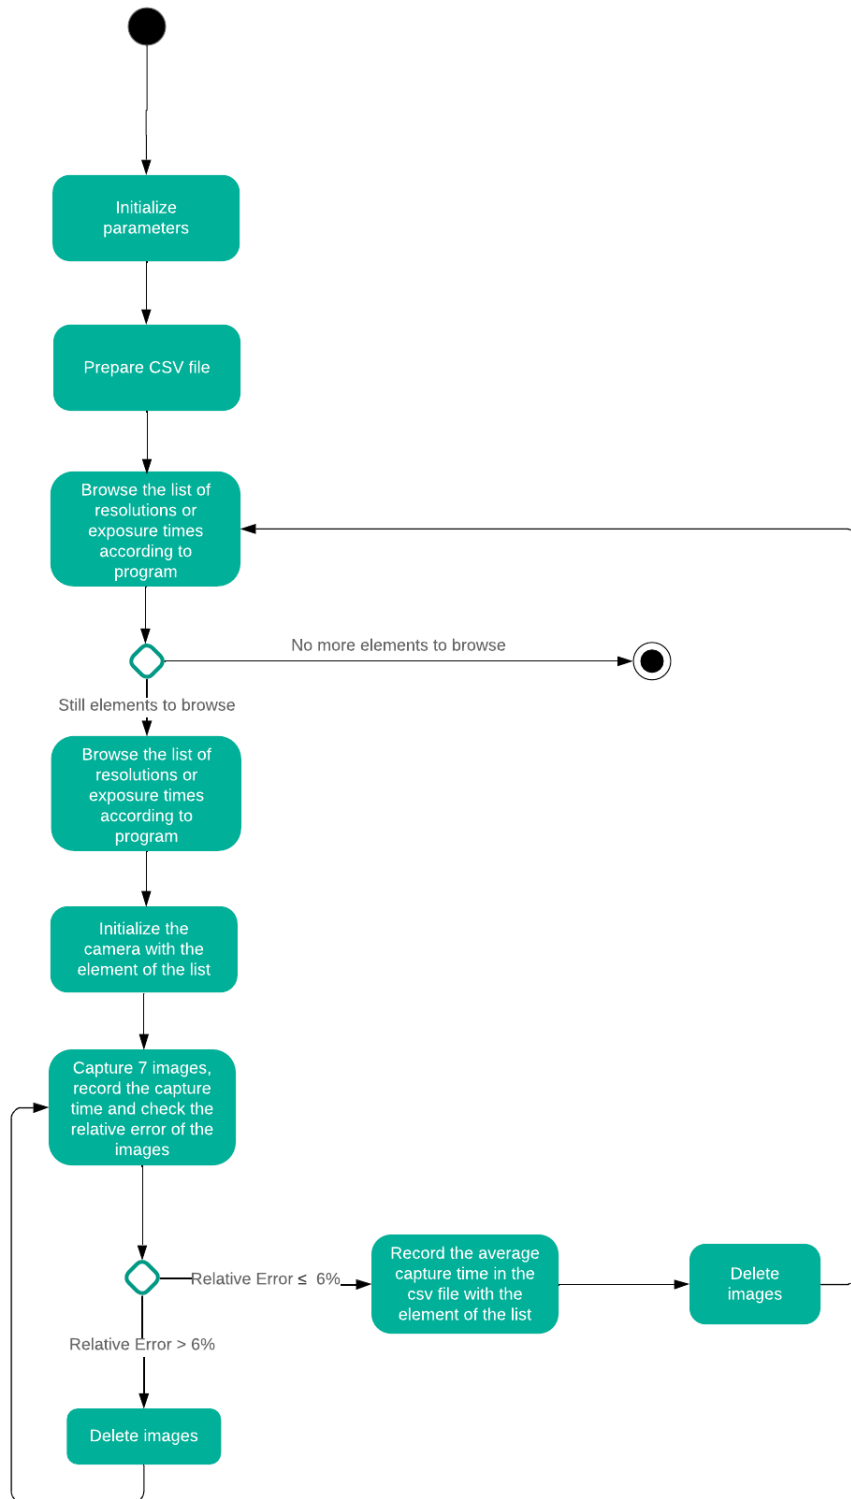 Initialize
parameters
Prepare CSV file
Browse the list of
resolutions or
exposure times
according to
program
No more elements to browse
Still elements to browse
Browse the list of
resolutions or
exposure times
according to
program
Initialize the
camera with the
element of the list
Capture 7 images,
record the capture
time and check the
relative error of the
images
Relative Error ≤  6%
Record the average
capture time in the
csv file with the
element of the list
Delete
images
Relative Error > 6%
Delete images